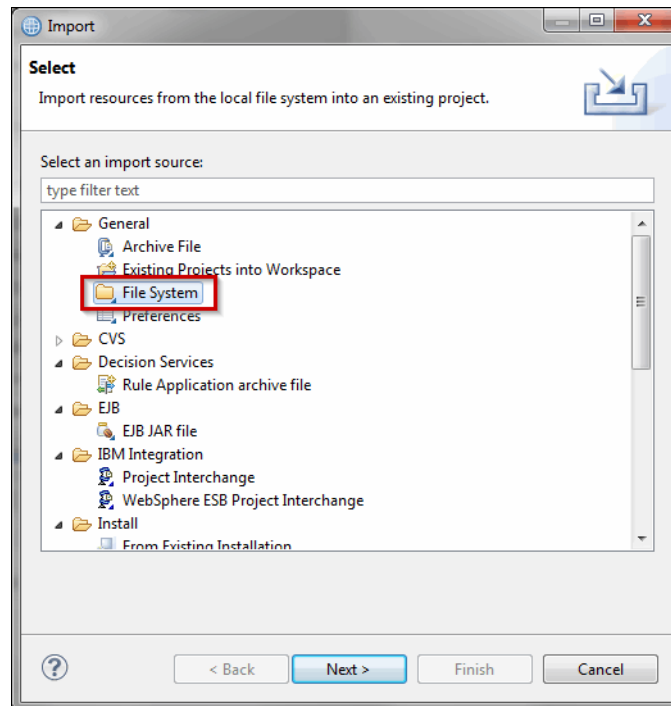 Import
Select
Import resources from the local file system into an existing project.
Select an import source:
type filter text
General
Archive File
Existing Projects into Workspace
File System
Preferences
CVS
Decision Services
Rule Application archive file
EJB
EJB JAR file
IBM Integration
Project Interchange
WebSphere ESB Project Interchange
Install
From Existing Installation
? < Back Next > Finish Cancel